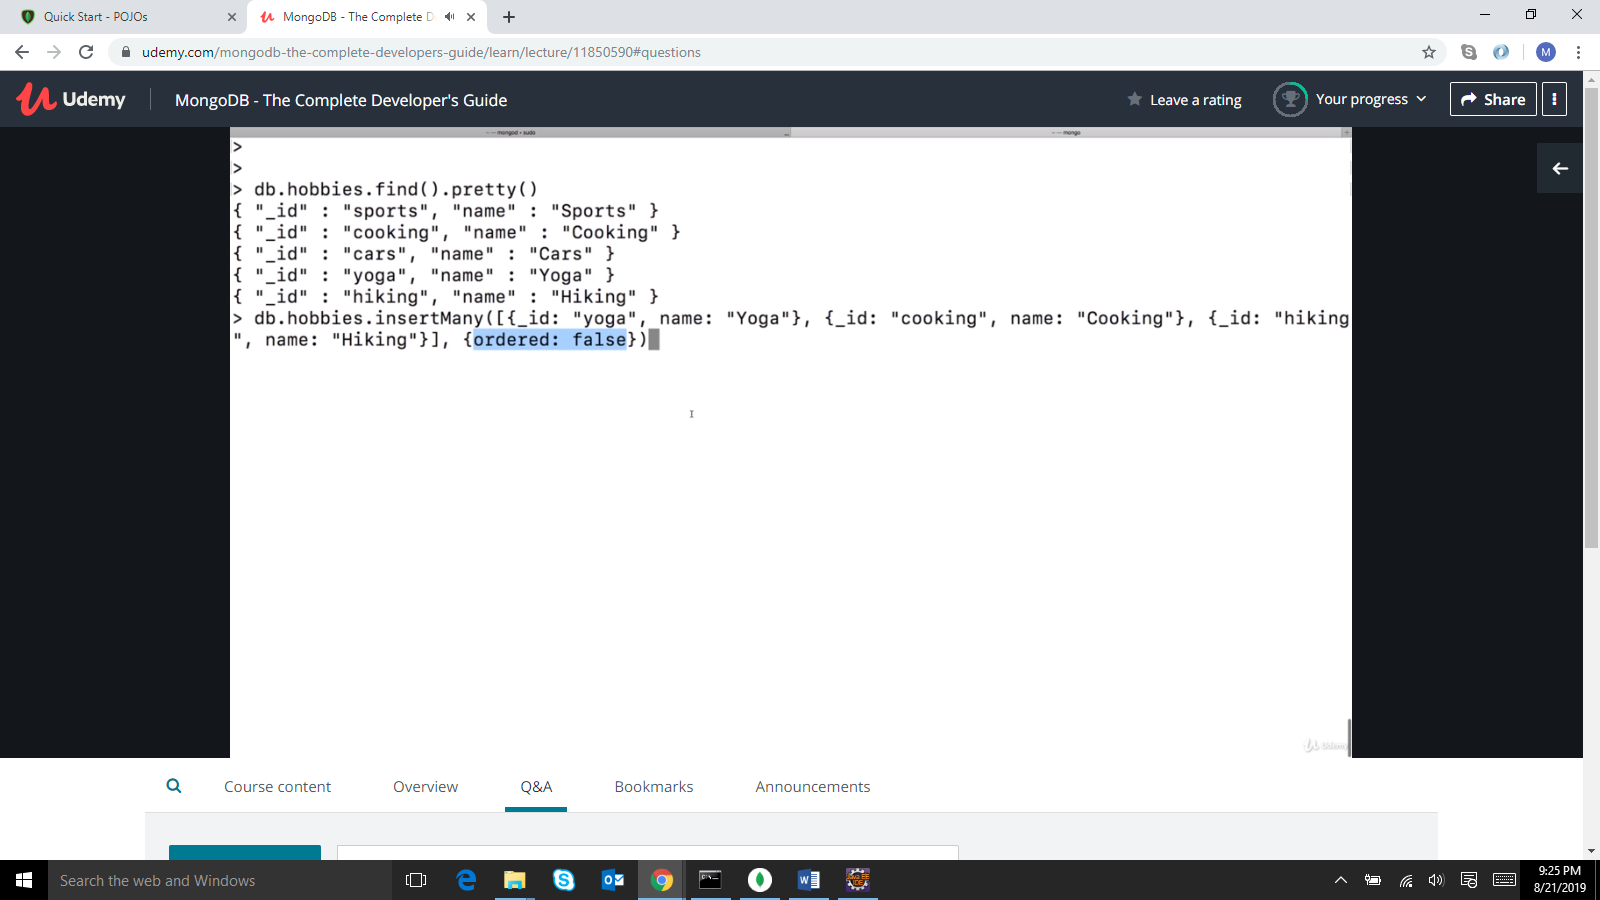 Quick Start - POJOs
MongoDB - The Complete D
udemy.com/mongodb-the-complete-developers-guide/learn/lecture/11850590#questions
M
Udemy
MongoDB - The Complete Developer's Guide
Leave a rating
Your progress
Share
~ — mongod • sudo
~ — mongo
>
>
> db.hobbies.find().pretty()
{ "_id" : "sports", "name" : "Sports" }
{ "_id" : "cooking", "name" : "Cooking" }
{ "_id" : "cars", "name" : "Cars" }
{ "_id" : "yoga", "name" : "Yoga" }
{ "_id" : "hiking", "name" : "Hiking" }
> db.hobbies.insertMany([{_id: "yoga", name: "Yoga"}, {_id: "cooking", name: "Cooking"}, {_id: "hiking
", name: "Hiking"}], {ordered: false})
Udemy
Course content
Overview
Q&A
Bookmarks
Announcements
Search the web and Windows
9:25 PM
8/21/2019